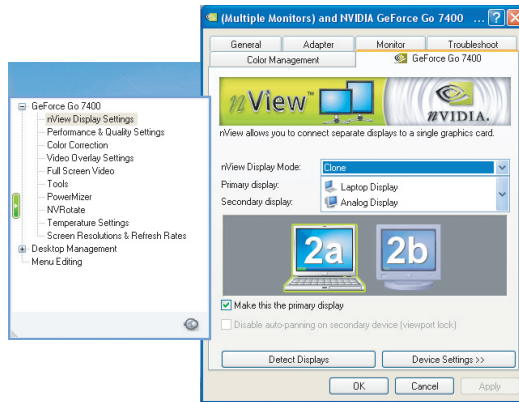 (Multiple Monitors) and NVIDIA GeForce Go 7400 ...
General
Adapter
Monitor
Troubleshoot
Color Management
GeForce Go 7400
nView™
NVIDIA.
nView allows you to connect separate displays to a single graphics card.
nView Display Mode:
Clone
Primary display:
Laptop Display
Secondary display:
Analog Display
2a
2b
Make this the primary display
Disable auto-panning on secondary device (viewport lock)
Detect Displays
Device Settings >>
OK
Cancel
Apply
GeForce Go 7400
nView Display Settings
Performance & Quality Settings
Color Correction
Video Overlay Settings
Full Screen Video
Tools
PowerMizer
NVRotate
Temperature Settings
Screen Resolutions & Refresh Rates
Desktop Management
Menu Editing